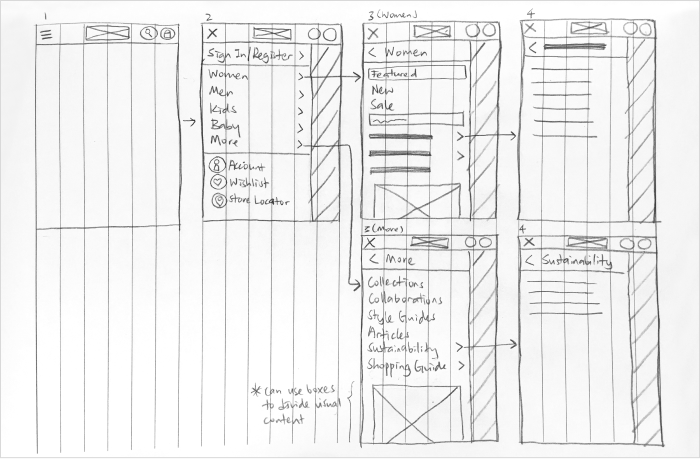 1
2
Sign In/Register >
Women >
Men >
Kids >
Baby >
More >
Account
Wishlist
Store Locator
3 (Women)
< Women
Featured
New
Sale
4
3 (More)
< More
Collections
Collaborations
Style Guides
Articles
Sustainability >
Shopping Guide >
* can use boxes
to divide visual
content
4
< Sustainability